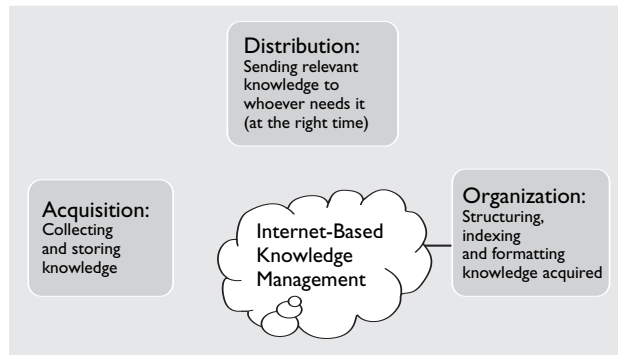 Distribution:
Sending relevant
knowledge to
whoever needs it
(at the right time)
Acquisition:
Collecting
and storing
knowledge
Internet-Based
Knowledge
Management
Organization:
Structuring,
indexing
and formatting
knowledge acquired